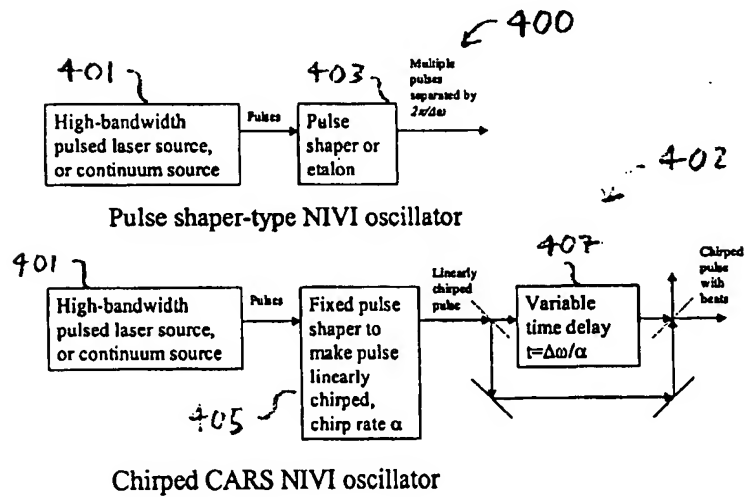 400
401
403
Multiple
pulses
separated by
2π/Δω
High-bandwidth
pulsed laser source,
or continuum source
Pulses
Pulse
shaper or
etalon
Pulse shaper-type NIVI oscillator
402
401
407
High-bandwidth
pulsed laser source,
or continuum source
Pulses
Fixed pulse
shaper to
make pulse
linearly
chirped,
chirp rate α
405
Linearly
chirped
pulse
Variable
time delay
t=Δω/α
Chirped
pulse
with
beats
Chirped CARS NIVI oscillator